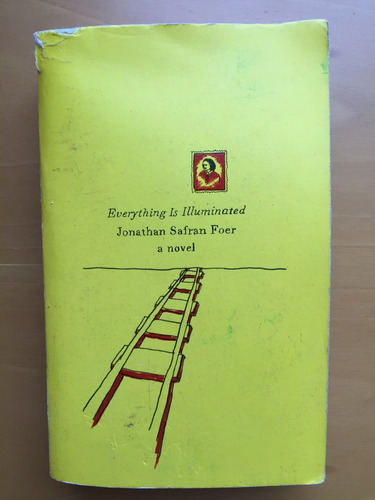 Everything Is Illuminated
Jonathan Safran Foer
a novel